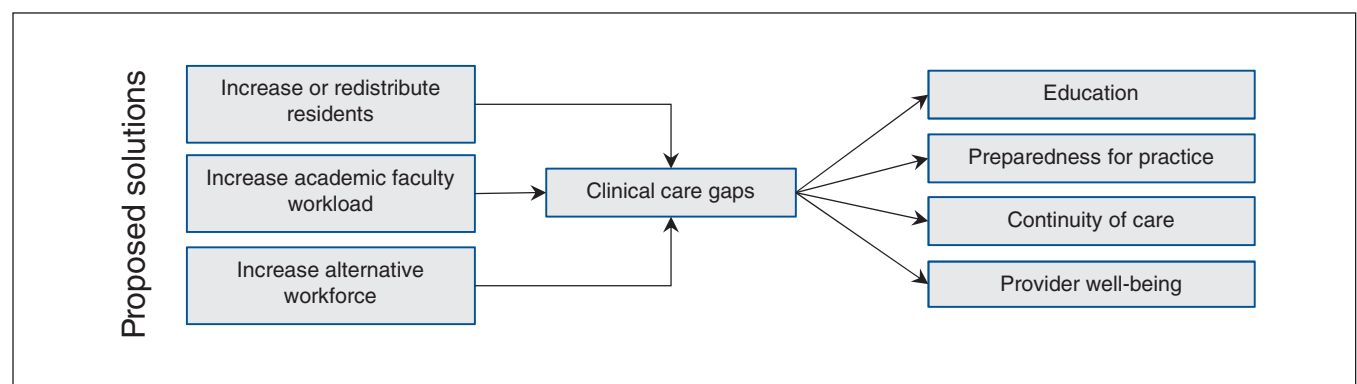 Proposed solutions
Increase or redistribute
residents
Increase academic faculty
workload
Increase alternative
workforce
Clinical care gaps
Education
Preparedness for practice
Continuity of care
Provider well-being